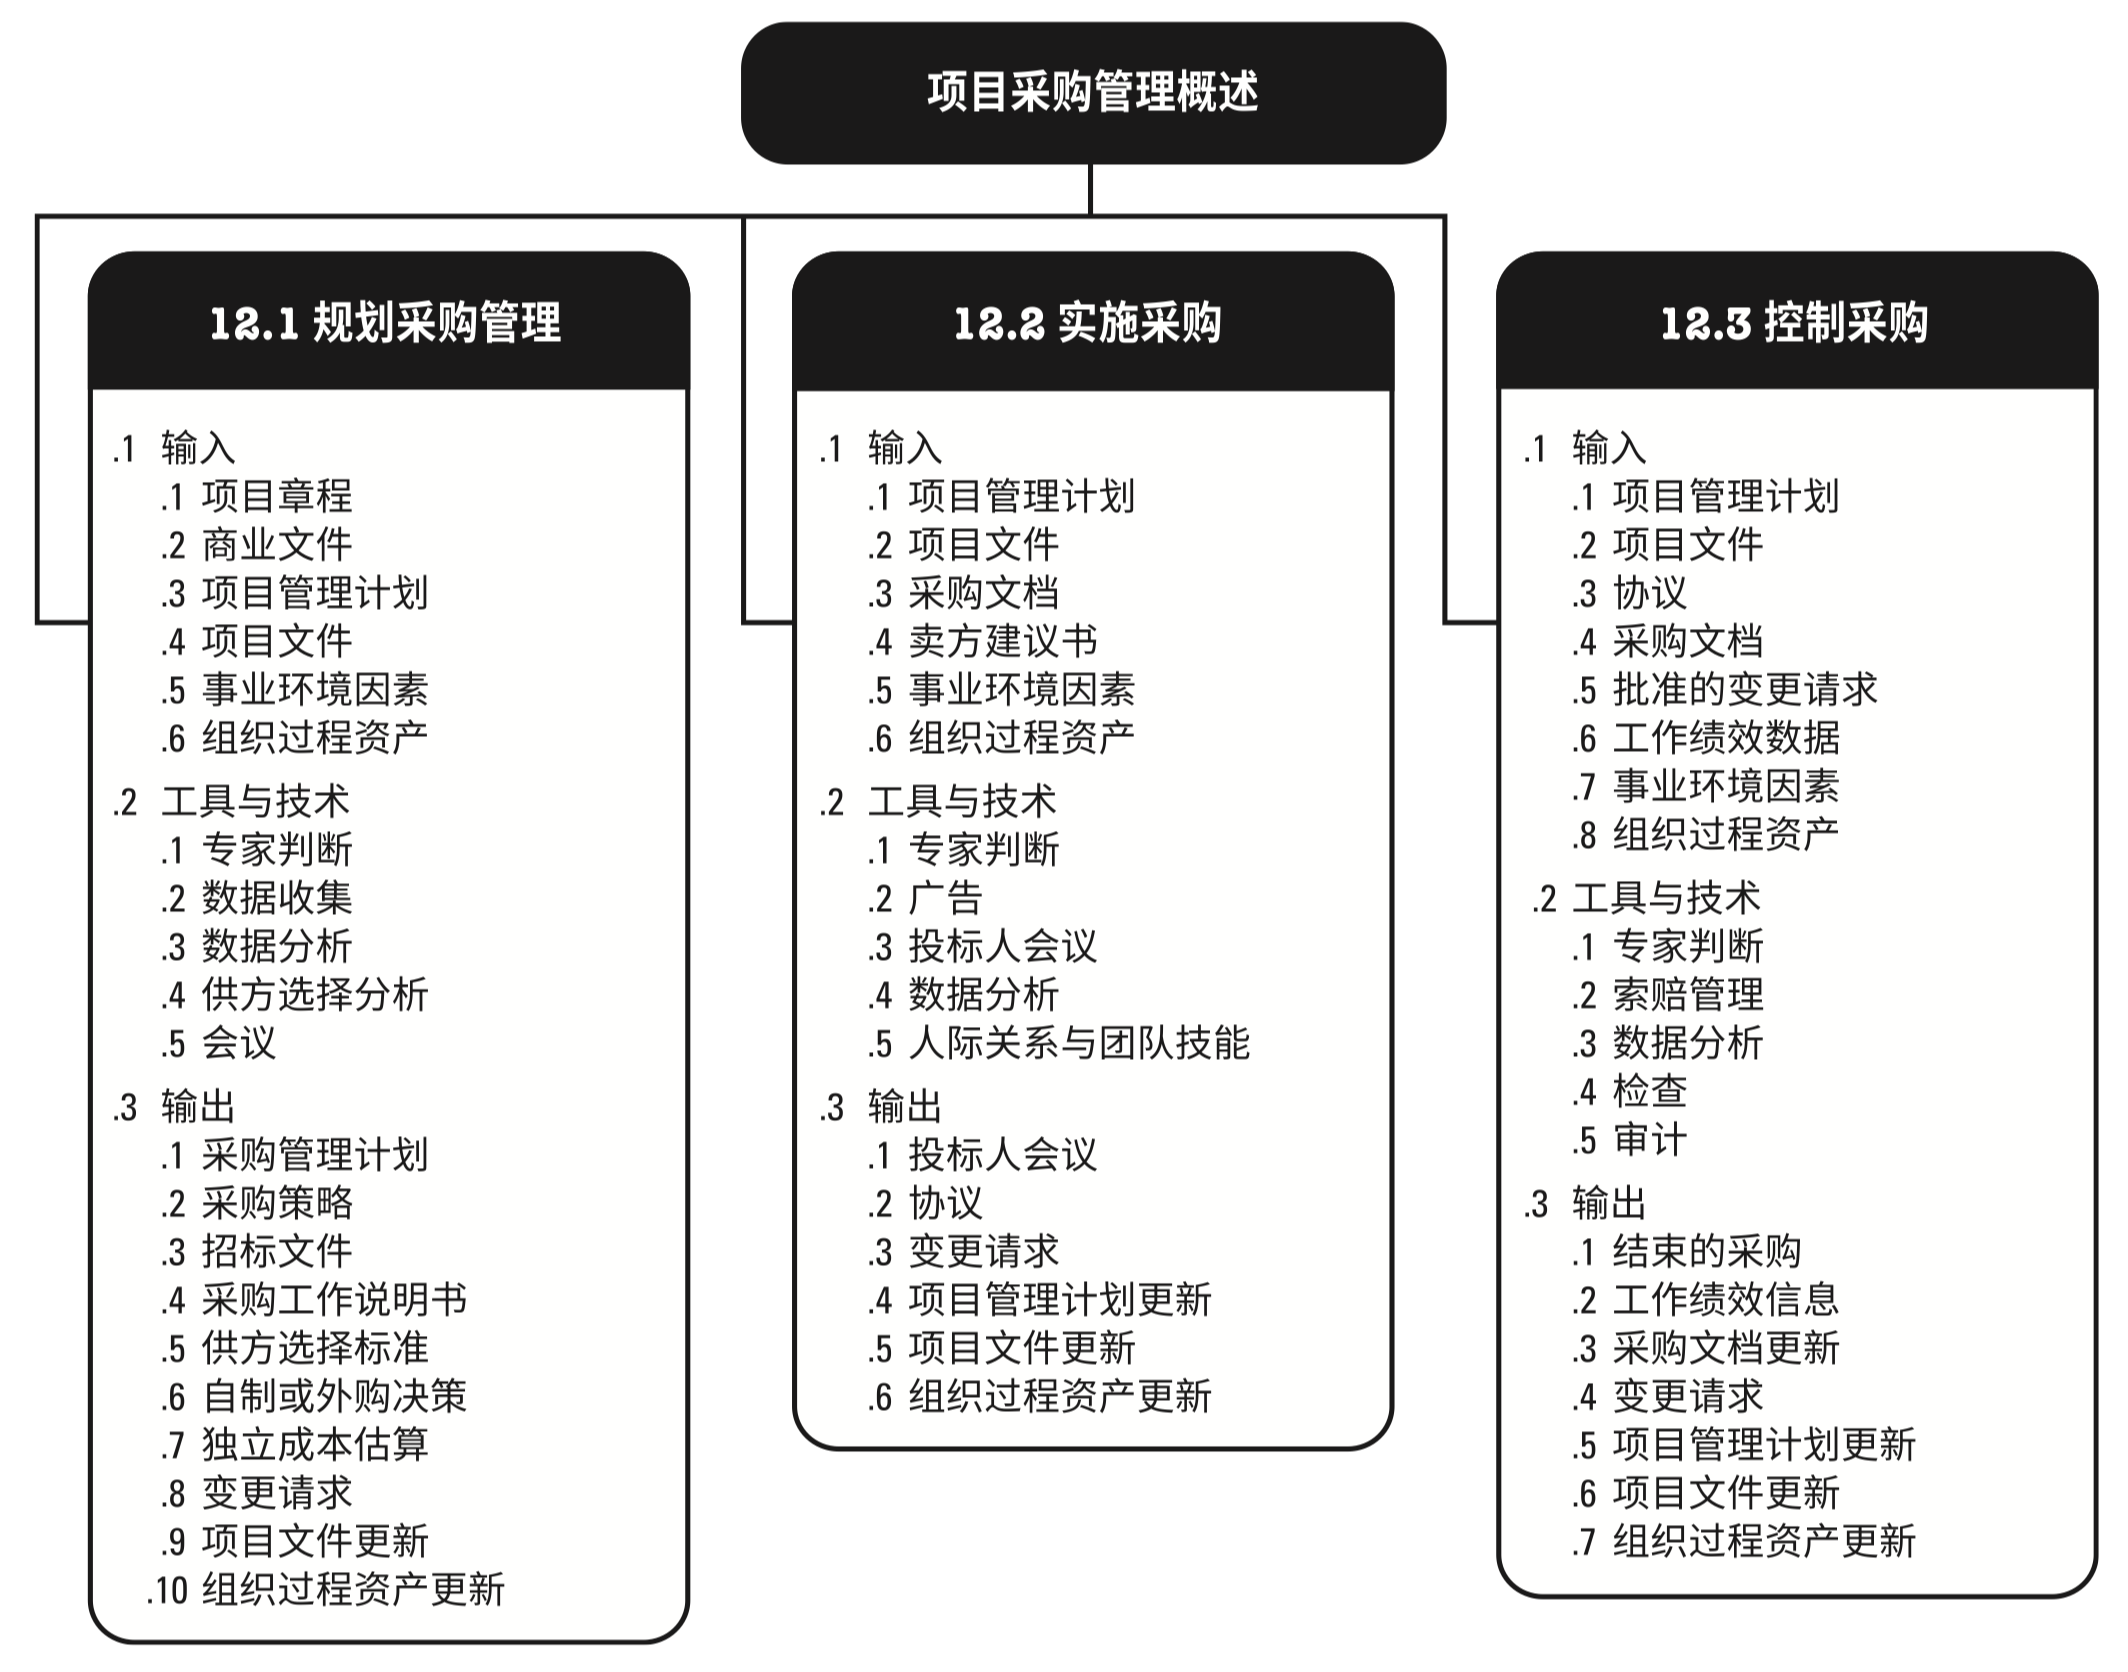 项目采购管理概述
12.1 规划采购管理
.1 输入
.1 项目章程
.2 商业文件
.3 项目管理计划
.4 项目文件
.5 事业环境因素
.6 组织过程资产
.2 工具与技术
.1 专家判断
.2 数据收集
.3 数据分析
.4 供方选择分析
.5 会议
.3 输出
.1 采购管理计划
.2 采购策略
.3 招标文件
.4 采购工作说明书
.5 供方选择标准
.6 自制或外购决策
.7 独立成本估算
.8 变更请求
.9 项目文件更新
.10 组织过程资产更新
12.2 实施采购
.1 输入
.1 项目管理计划
.2 项目文件
.3 采购文档
.4 卖方建议书
.5 事业环境因素
.6 组织过程资产
.2 工具与技术
.1 专家判断
.2 广告
.3 投标人会议
.4 数据分析
.5 人际关系与团队技能
.3 输出
.1 投标人会议
.2 协议
.3 变更请求
.4 项目管理计划更新
.5 项目文件更新
.6 组织过程资产更新
12.3 控制采购
.1 输入
.1 项目管理计划
.2 项目文件
.3 协议
.4 采购文档
.5 批准的变更请求
.6 工作绩效数据
.7 事业环境因素
.8 组织过程资产
.2 工具与技术
.1 专家判断
.2 索赔管理
.3 数据分析
.4 检查
.5 审计
.3 输出
.1 结束的采购
.2 工作绩效信息
.3 采购文档更新
.4 变更请求
.5 项目管理计划更新
.6 项目文件更新
.7 组织过程资产更新